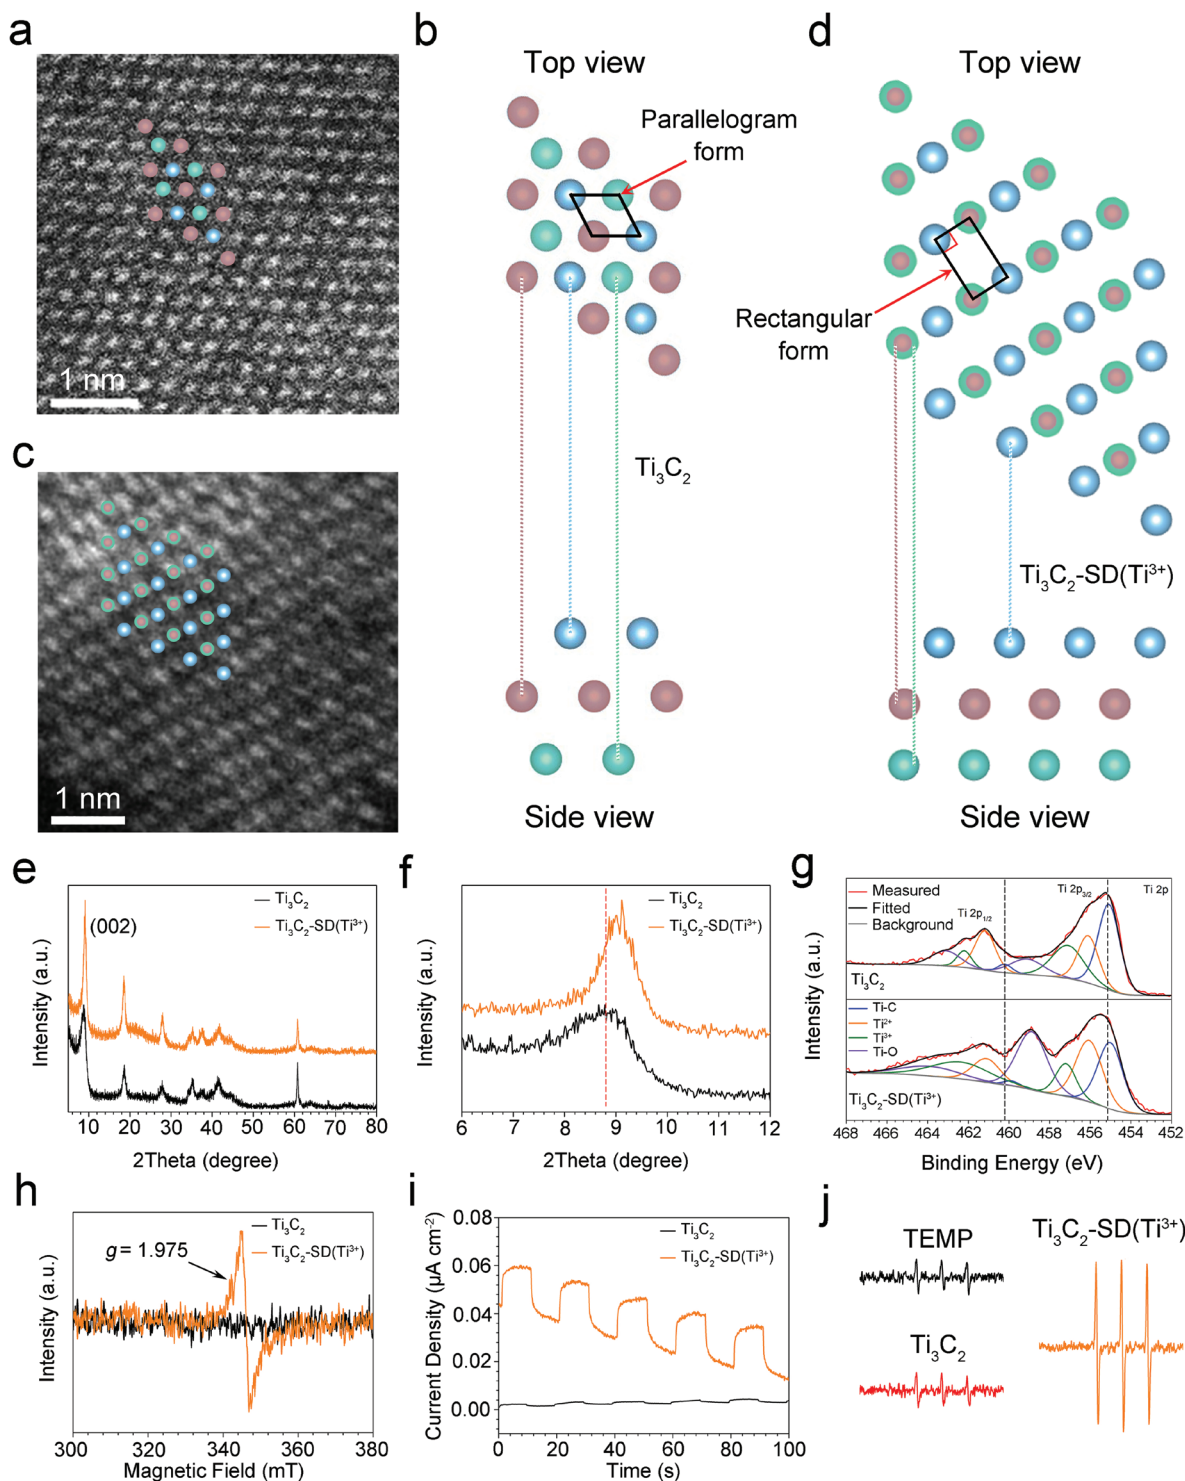 a
1 nm
b
Top view
Parallelogram
form
Ti₃C₂
Side view
c
1 nm
d
Top view
Rectangular
form
Ti₃C₂-SD(Ti³⁺)
Side view
e
Intensity (a.u.)
(002)
Ti₃C₂
Ti₃C₂-SD(Ti³⁺)
10 20 30 40 50 60 70 80
2Theta (degree)
f
Intensity (a.u.)
Ti₃C₂
Ti₃C₂-SD(Ti³⁺)
6 7 8 9 10 11 12
2Theta (degree)
g
Intensity (a.u.)
Measured
Fitted
Background
Ti 2p₁/₂
Ti 2p₃/₂
Ti 2p
Ti₃C₂
Ti-C
Ti²⁺
Ti³⁺
Ti-O
Ti₃C₂-SD(Ti³⁺)
468 466 464 462 460 458 456 454 452
Binding Energy (eV)
h
Intensity (a.u.)
g = 1.975
Ti₃C₂
Ti₃C₂-SD(Ti³⁺)
300 320 340 360 380
Magnetic Field (mT)
i
Current Density (µA cm⁻²)
0.08
0.06
0.04
0.02
0.00
Ti₃C₂
Ti₃C₂-SD(Ti³⁺)
0 20 40 60 80 100
Time (s)
j
TEMP
Ti₃C₂
Ti₃C₂-SD(Ti³⁺)